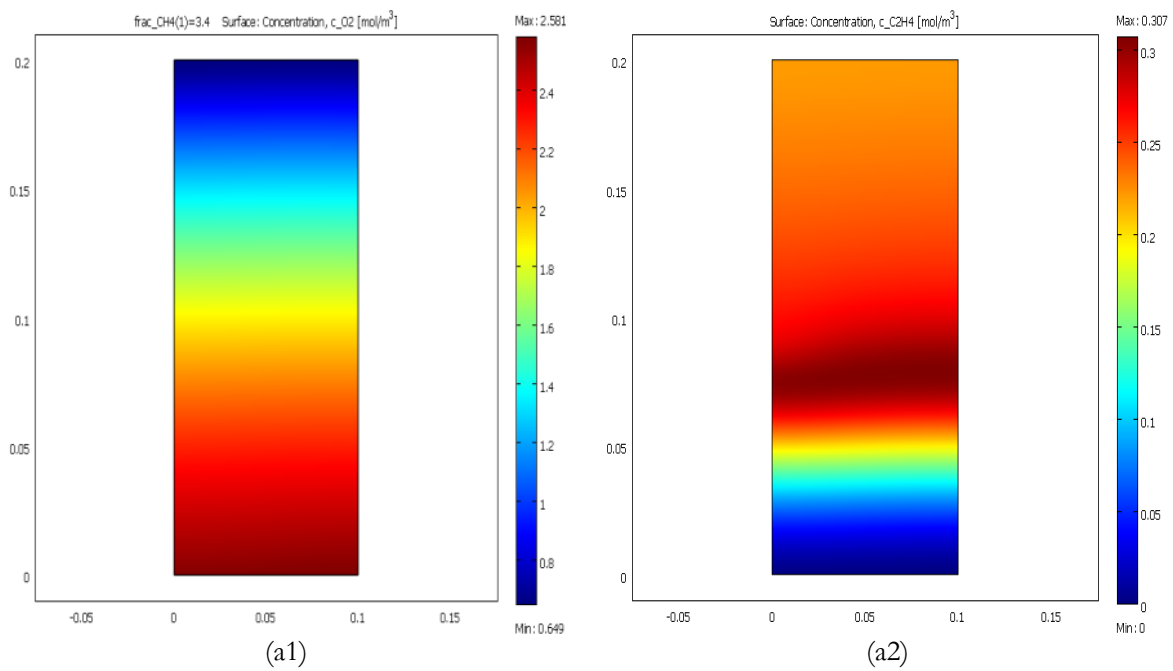 frac_CH4(1)=3.4 Surface: Concentration, c_O2 [mol/m³]
Max: 2.581
0.2
0.15
0.1
0.05
0
-0.05 0 0.05 0.1 0.15
2.4
2.2
2
1.8
1.6
1.4
1.2
1
0.8
Min: 0.649
(a1)
Surface: Concentration, c_C2H4 [mol/m³]
Max: 0.307
0.2
0.15
0.1
0.05
0
-0.05 0 0.05 0.1 0.15
0.3
0.25
0.2
0.15
0.1
0.05
0
Min: 0
(a2)